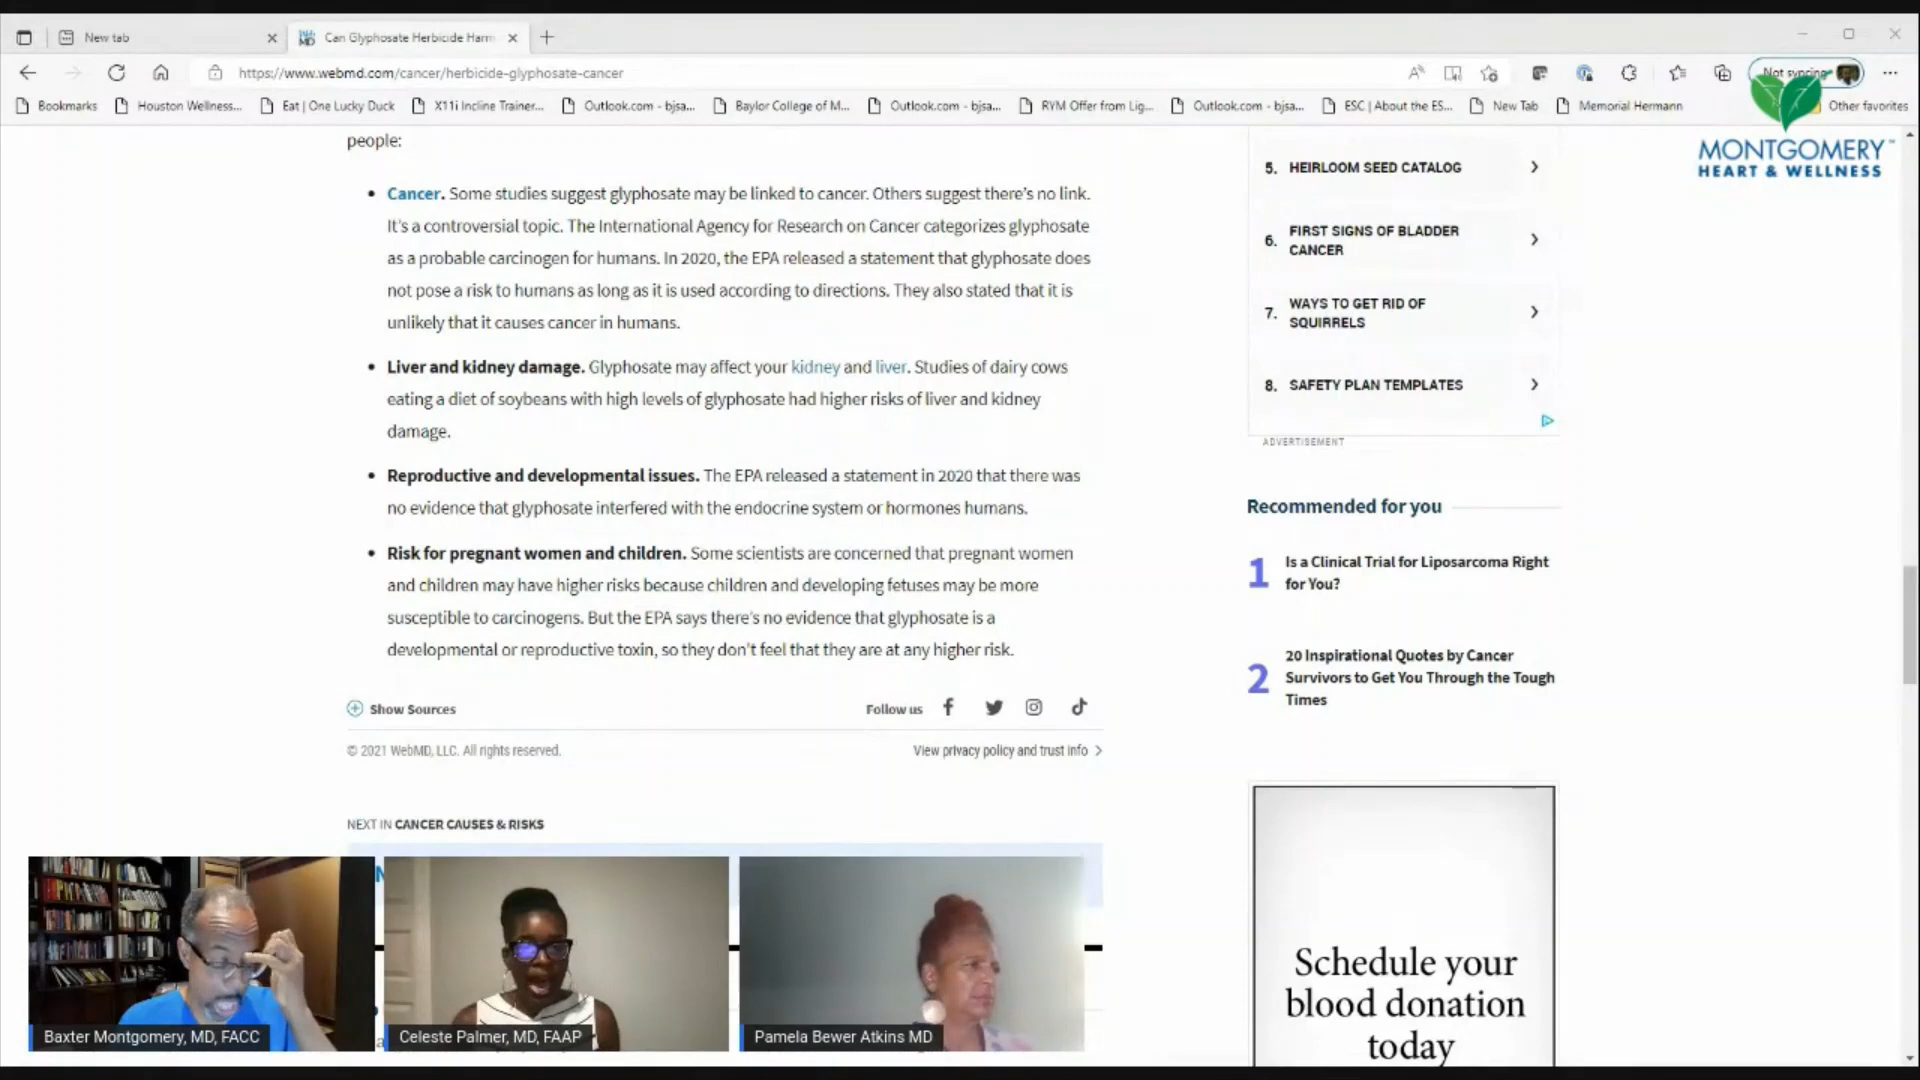 New tab
Can Glyphosate Herbicide Harm
https://www.webmd.com/cancer/herbicide-glyphosate-cancer
Not syncing
Bookmarks
Houston Wellness...
Eat | One Lucky Duck
X11i Incline Trainer...
Outlook.com - bjsa...
Baylor College of M...
Outlook.com - bjsa...
RYM Offer from Lig...
Outlook.com - bjsa...
ESC | About the ES...
New Tab
Memorial Hermann
Other favorites
MONTGOMERY™
HEART & WELLNESS
people:
• Cancer. Some studies suggest glyphosate may be linked to cancer. Others suggest there's no link.
It's a controversial topic. The International Agency for Research on Cancer categorizes glyphosate
as a probable carcinogen for humans. In 2020, the EPA released a statement that glyphosate does
not pose a risk to humans as long as it is used according to directions. They also stated that it is
unlikely that it causes cancer in humans.
• Liver and kidney damage. Glyphosate may affect your kidney and liver. Studies of dairy cows
eating a diet of soybeans with high levels of glyphosate had higher risks of liver and kidney
damage.
• Reproductive and developmental issues. The EPA released a statement in 2020 that there was
no evidence that glyphosate interfered with the endocrine system or hormones humans.
• Risk for pregnant women and children. Some scientists are concerned that pregnant women
and children may have higher risks because children and developing fetuses may be more
susceptible to carcinogens. But the EPA says there's no evidence that glyphosate is a
developmental or reproductive toxin, so they don't feel that they are at any higher risk.
Show Sources
Follow us
© 2021 WebMD, LLC. All rights reserved.
View privacy policy and trust info
NEXT IN CANCER CAUSES & RISKS
5. HEIRLOOM SEED CATALOG
6. FIRST SIGNS OF BLADDER
CANCER
7. WAYS TO GET RID OF
SQUIRRELS
8. SAFETY PLAN TEMPLATES
ADVERTISEMENT
Recommended for you
1 Is a Clinical Trial for Liposarcoma Right
for You?
2 20 Inspirational Quotes by Cancer
Survivors to Get You Through the Tough
Times
Schedule your
blood donation
today
Baxter Montgomery, MD, FACC
Celeste Palmer, MD, FAAP
Pamela Bewer Atkins MD